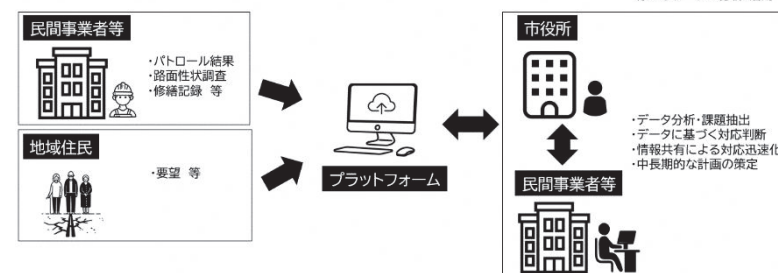 民間事業者等
・パトロール結果
・路面性状調査
・修繕記録 等
地域住民
・要望 等
プラットフォーム
市役所
・データ分析・課題抽出
・データに基づく対応判断
・情報共有による対応迅速化
・中長期的な計画の策定
民間事業者等